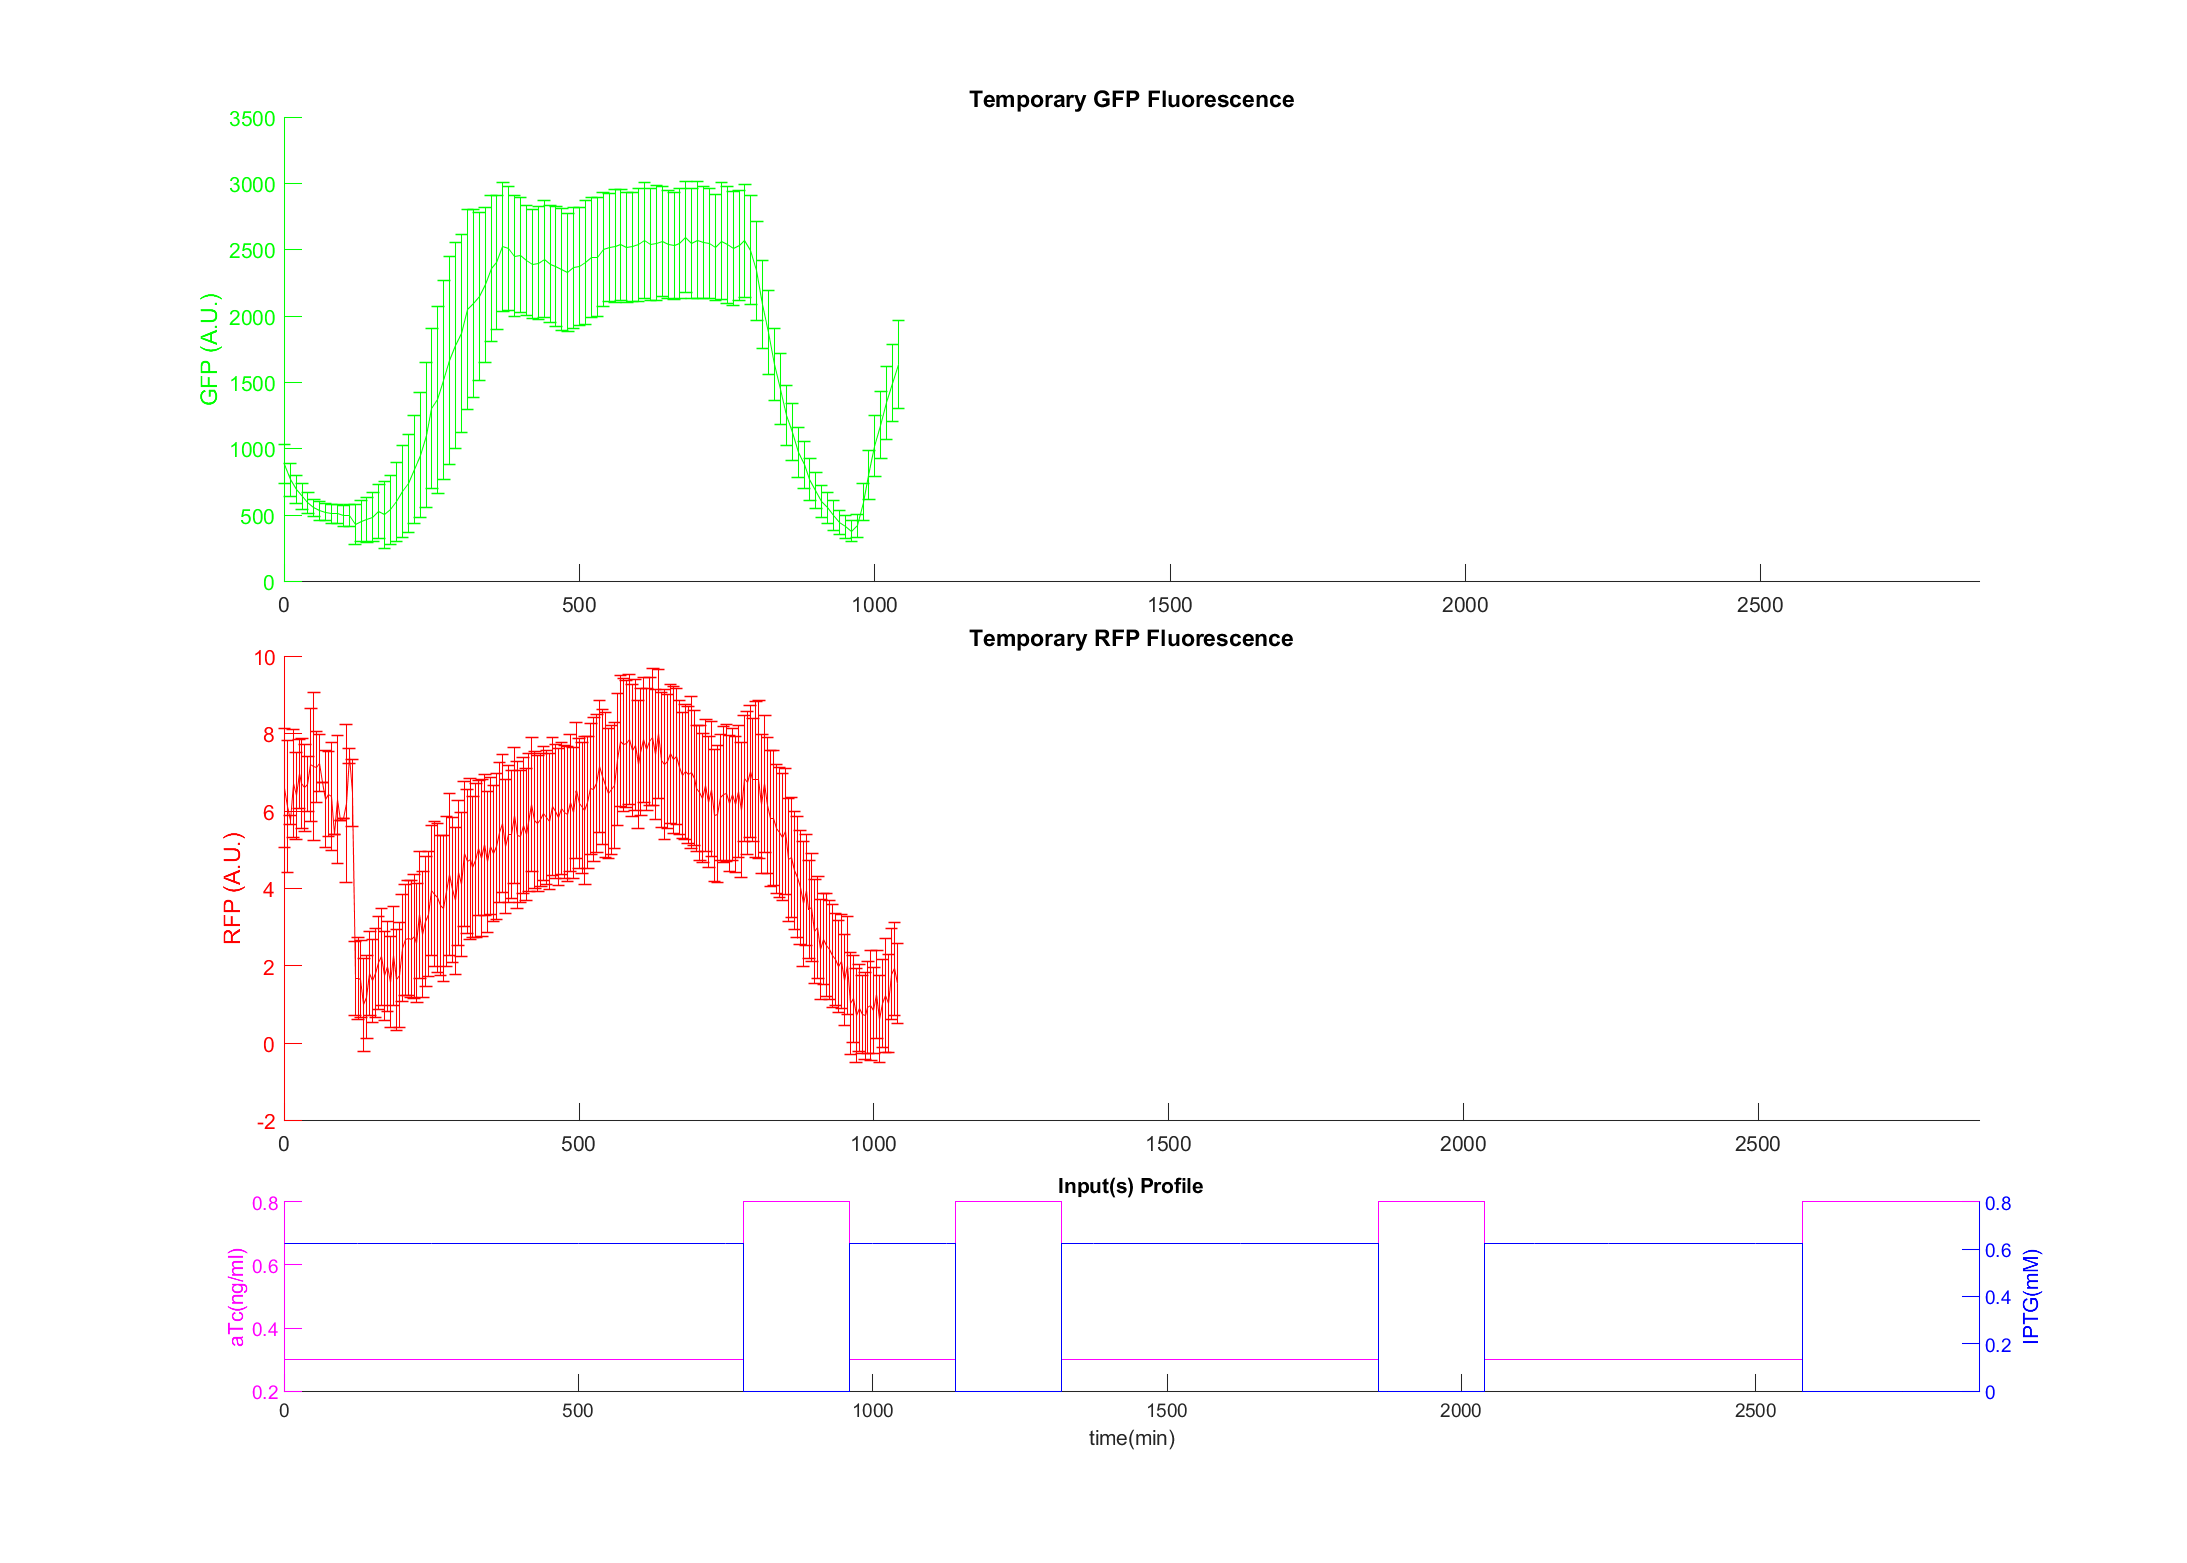 Temporary GFP Fluorescence
3500
3000
2500
2000
1500
1000
500
0
GFP (A.U.)
0 500 1000 1500 2000 2500
Temporary RFP Fluorescence
10
8
6
4
2
0
-2
RFP (A.U.)
0 500 1000 1500 2000 2500
Input(s) Profile
0.8
0.6
0.4
0.2
aTc(ng/ml)
0.8
0.6
0.4
0.2
0
IPTG(mM)
0 500 1000 1500 2000 2500
time(min)